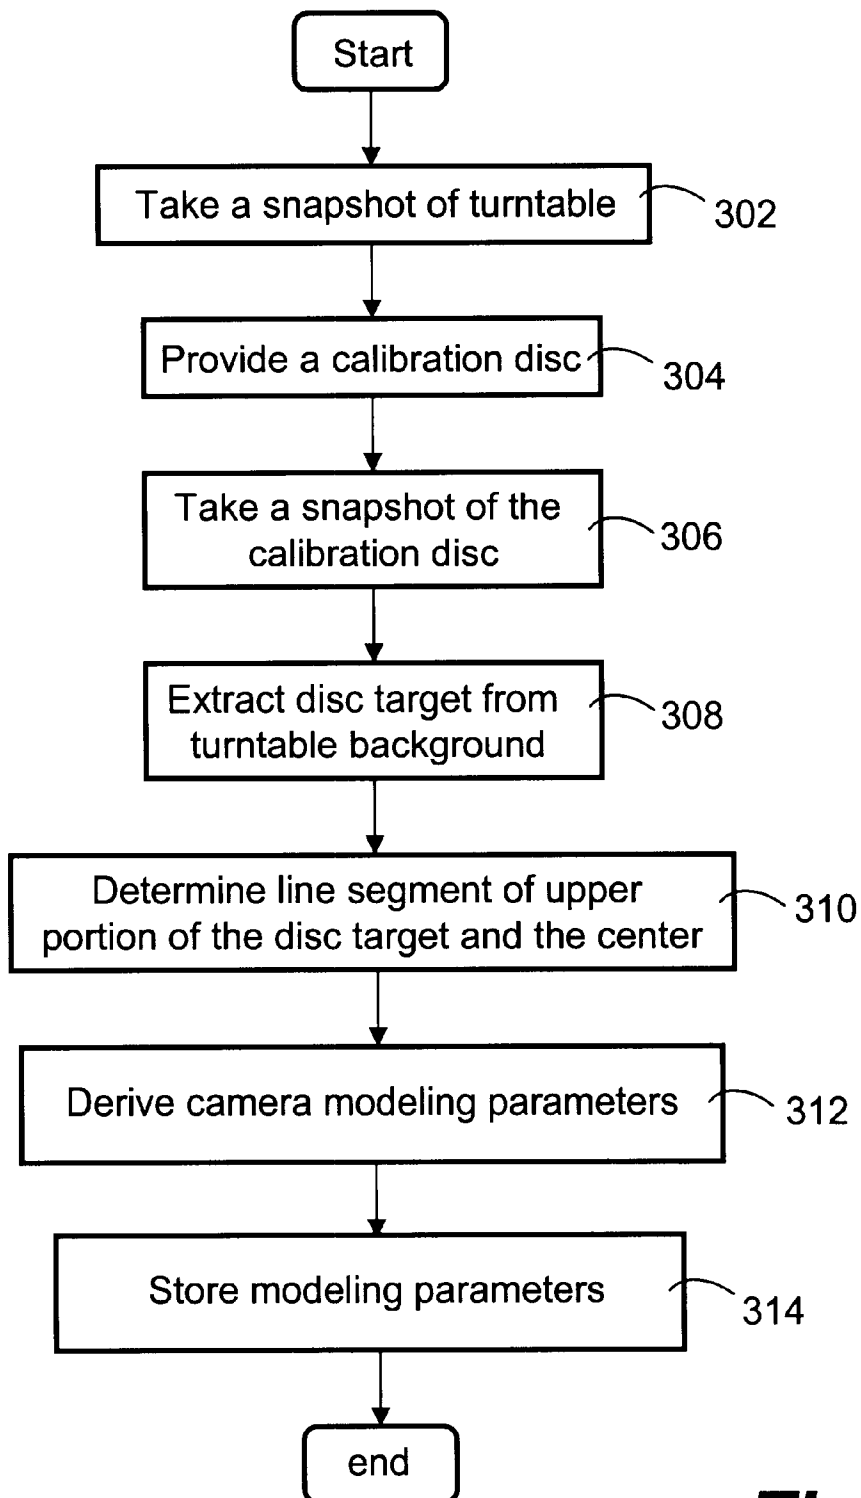 Start
Take a snapshot of turntable
302
Provide a calibration disc
304
Take a snapshot of the
calibration disc
306
Extract disc target from
turntable background
308
Determine line segment of upper
portion of the disc target and the center
310
Derive camera modeling parameters
312
Store modeling parameters
314
end